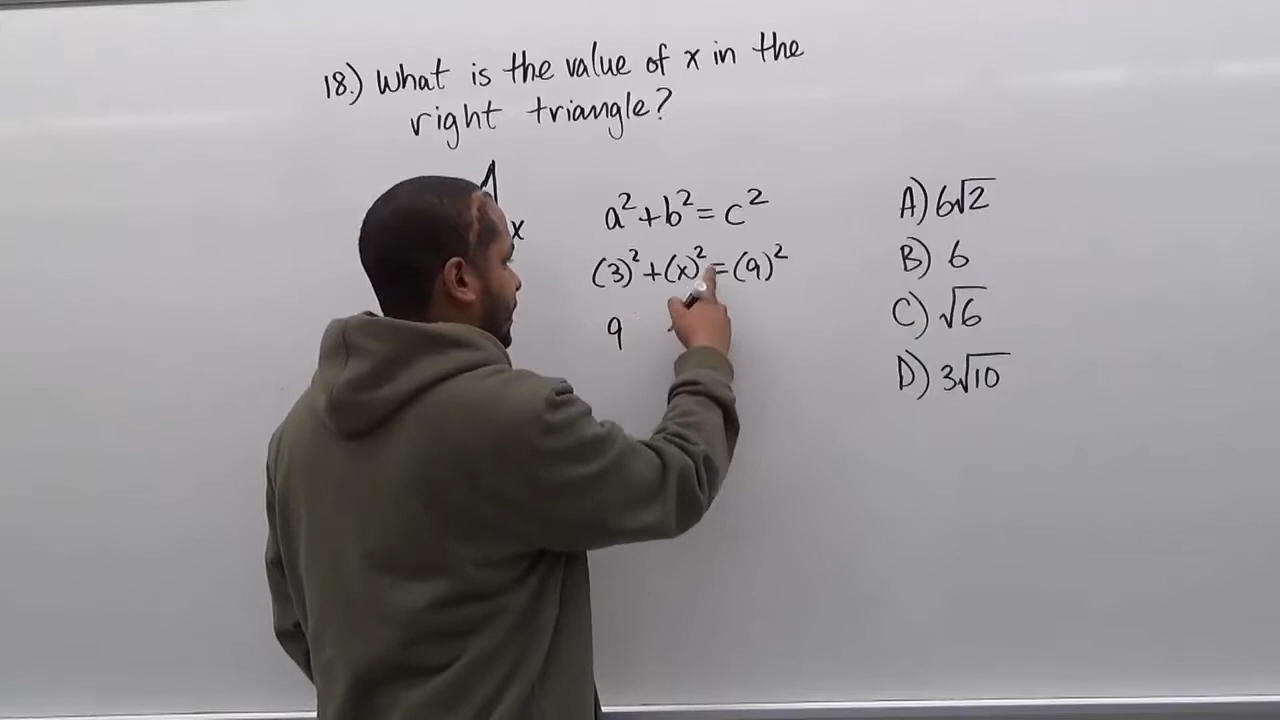 18.) What is the value of x in the
right triangle?
x
a²+b²=c²
(3)²+(x)²=(9)²
9
A) 6√2
B) 6
C) √6
D) 3√10